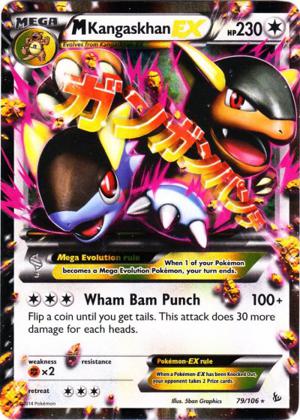 MEGA
M Kangaskhan EX HP230
Evolves from Kangaskhan-EX
ガンガンパンチ
Mega Evolution rule
When 1 of your Pokémon
becomes a Mega Evolution Pokémon, your turn ends.
Wham Bam Punch 100+
Flip a coin until you get tails. This attack does 30 more
damage for each heads.
weakness resistance
×2
retreat
Pokémon-EX rule
When a Pokémon-EX has been Knocked Out,
your opponent takes 2 Prize cards.
©2014 Pokémon
Illus. 5ban Graphics
79/106 ★